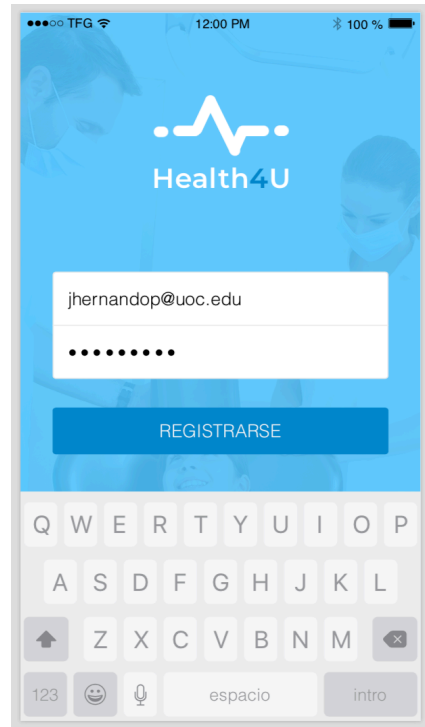 TFG 12:00 PM 100 %
Health4U
jhernandop@uoc.edu
•••••••••
REGISTRARSE
Q W E R T Y U I O P
A S D F G H J K L
Z X C V B N M
123 espacio intro